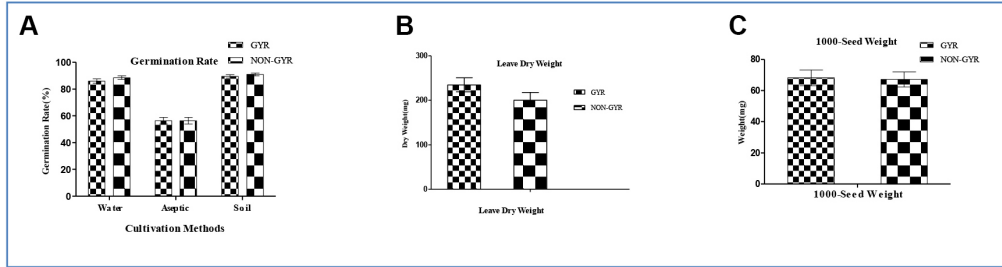 A
Germination Rate
GYR
NON-GYR
100
80
60
40
20
0
Germination Rate(%)
Water
Aseptic
Soil
Cultivation Methods
B
Leave Dry Weight
GYR
NON-GYR
300
200
100
0
Dry Weight(mg)
Leave Dry Weight
C
1000-Seed Weight
GYR
NON-GYR
80
60
40
20
0
Weight(mg)
1000-Seed Weight